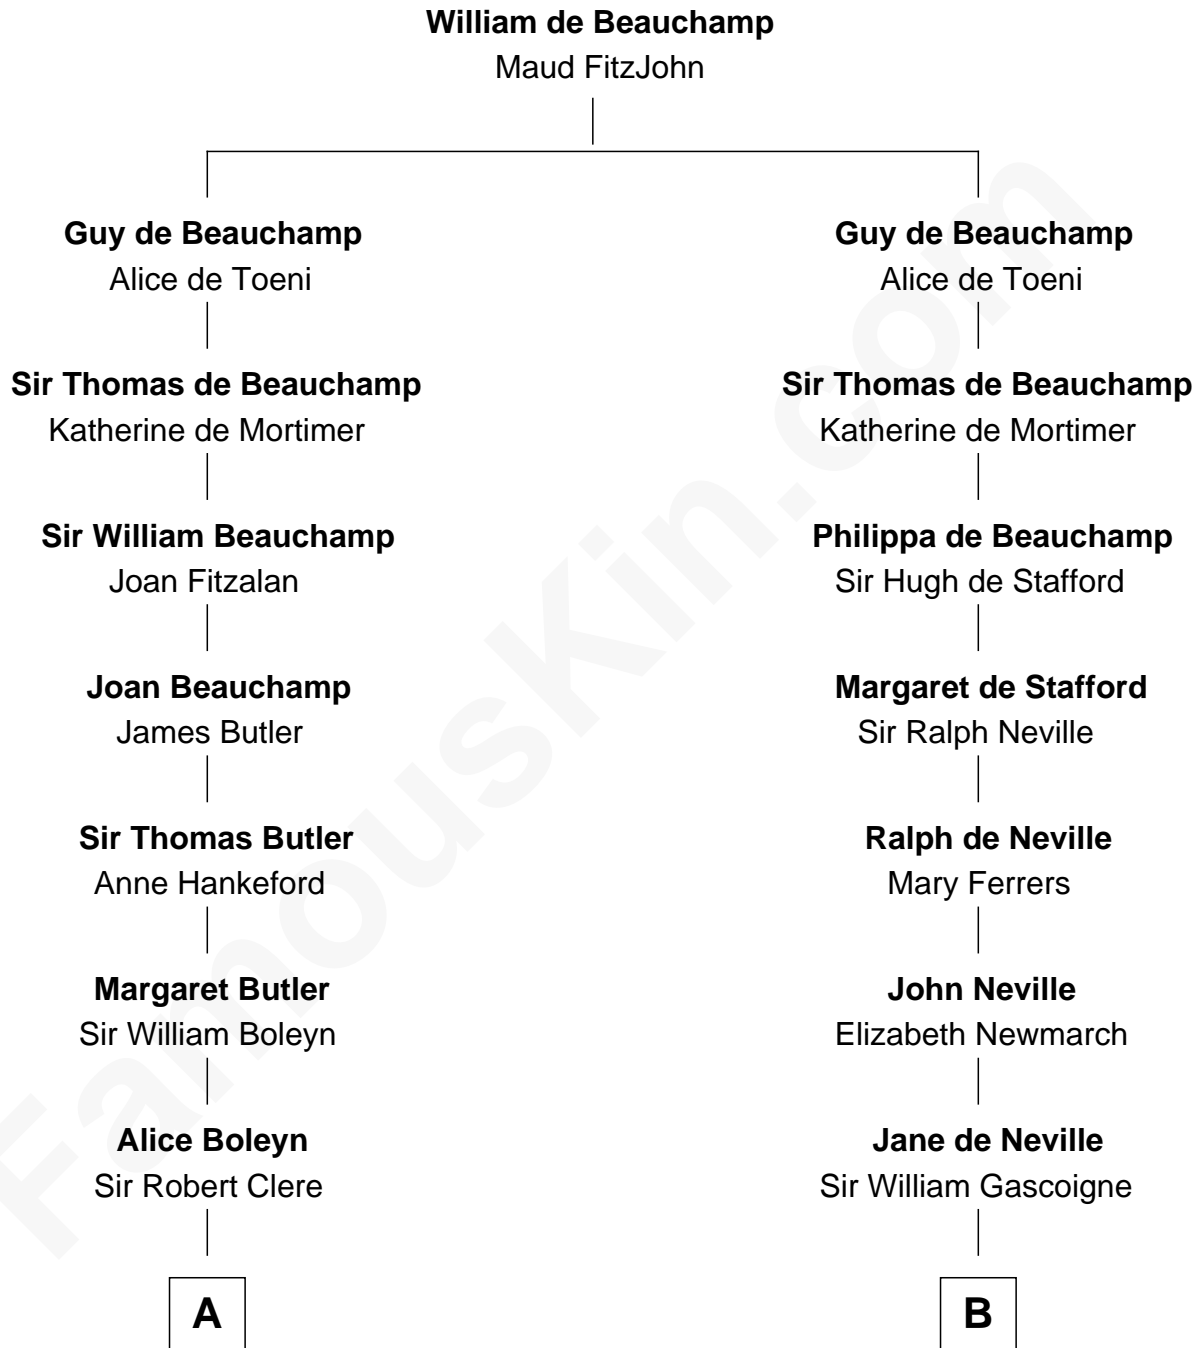 William de Beauchamp
Maud FitzJohn
Guy de Beauchamp
Alice de Toeni
Sir Thomas de Beauchamp
Katherine de Mortimer
Sir William Beauchamp
Joan Fitzalan
Joan Beauchamp
James Butler
Sir Thomas Butler
Anne Hankeford
Margaret Butler
Sir William Boleyn
Alice Boleyn
Sir Robert Clere
A
Guy de Beauchamp
Alice de Toeni
Sir Thomas de Beauchamp
Katherine de Mortimer
Philippa de Beauchamp
Sir Hugh de Stafford
Margaret de Stafford
Sir Ralph Neville
Ralph de Neville
Mary Ferrers
John Neville
Elizabeth Newmarch
Jane de Neville
Sir William Gascoigne
B
FamousKin.com